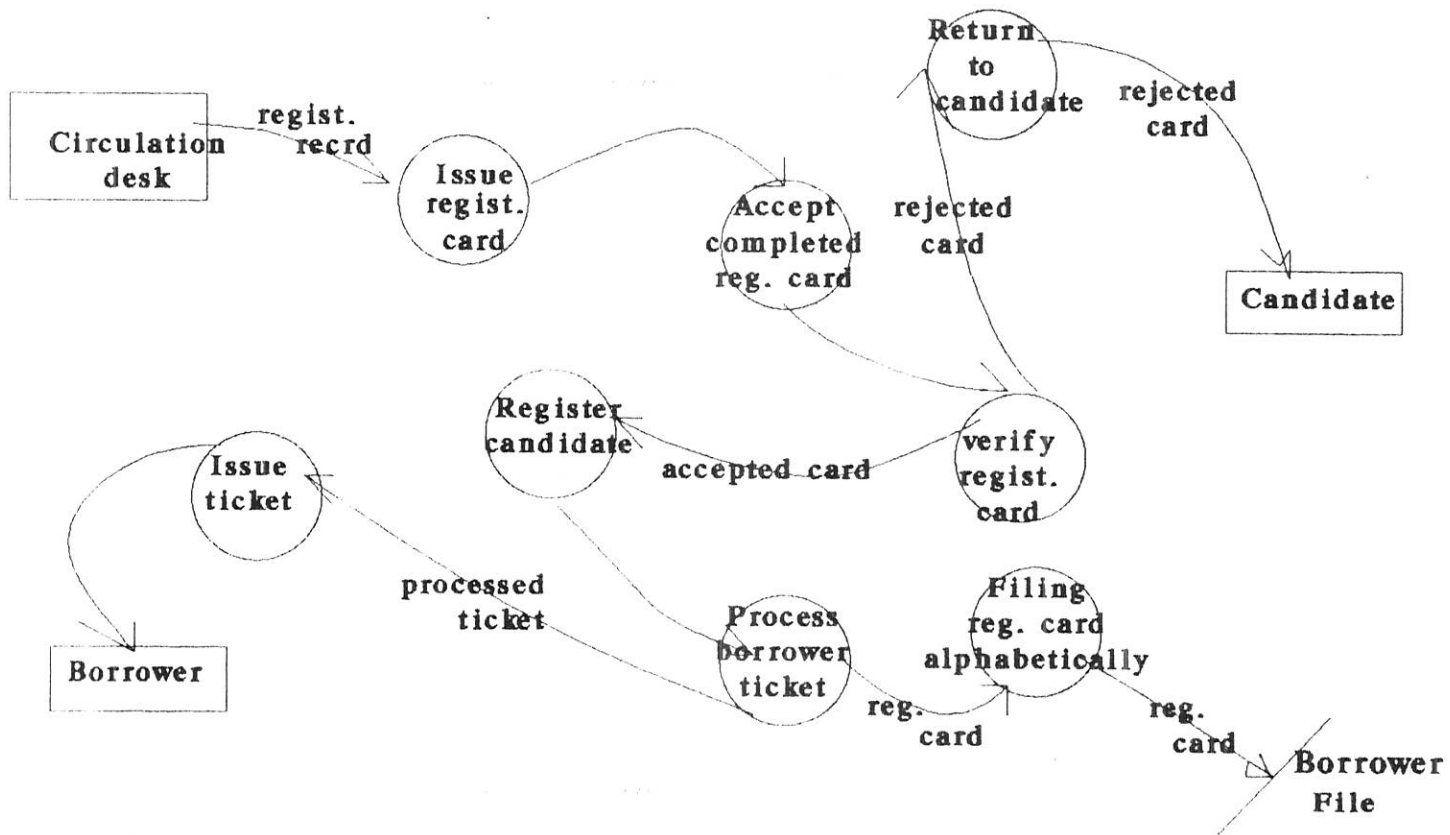 Return
to
candidate
rejected
card
regist.
recrd
Circulation
desk
Issue
regist.
card
Accept
completed
reg. card
rejected
card
Candidate
Register
candidate
accepted card
verify
regist.
card
Issue
ticket
processed
ticket
Borrower
Process
borrower
ticket
Filing
reg. card
alphabetically
reg.
card
reg.
card
Borrower
File